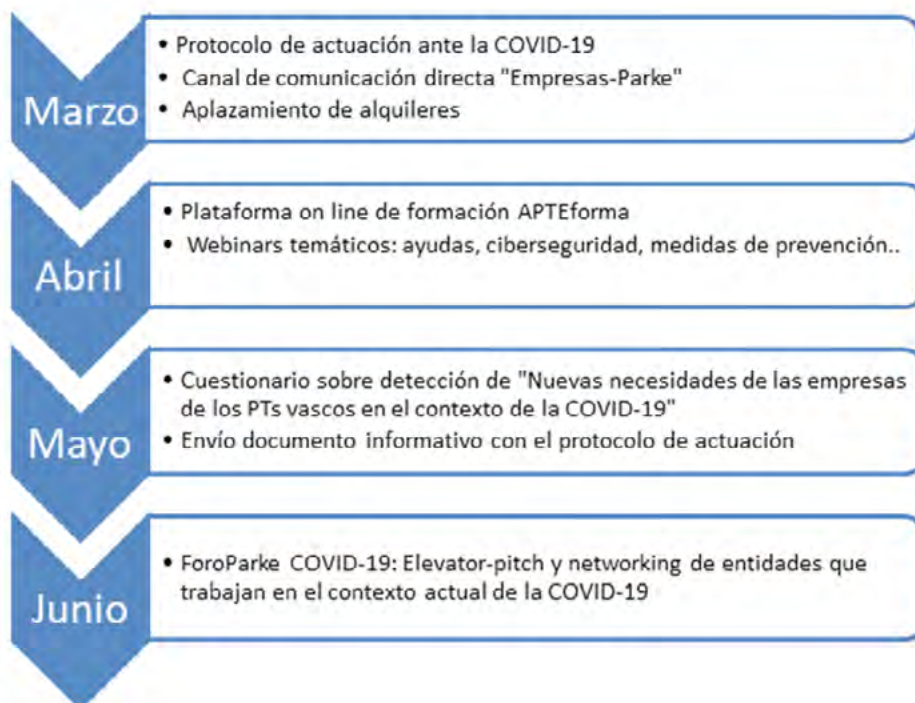 Marzo
• Protocolo de actuación ante la COVID-19
• Canal de comunicación directa "Empresas-Parke"
• Aplazamiento de alquileres
Abril
• Plataforma on line de formación APTEforma
• Webinars temáticos: ayudas, ciberseguridad, medidas de prevención..
Mayo
• Cuestionario sobre detección de "Nuevas necesidades de las empresas
de los PTs vascos en el contexto de la COVID-19"
• Envío documento informativo con el protocolo de actuación
Junio
• ForoParke COVID-19: Elevator-pitch y networking de entidades que
trabajan en el contexto actual de la COVID-19